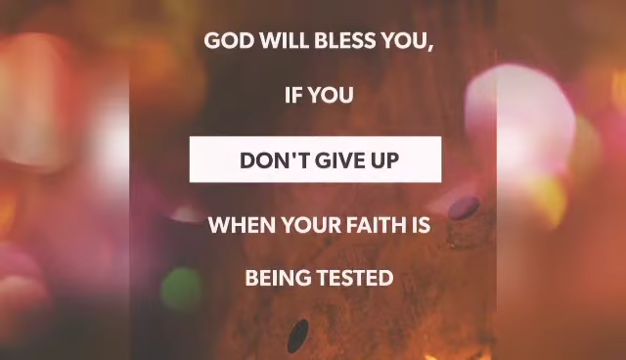 GOD WILL BLESS YOU,
IF YOU
DON'T GIVE UP
WHEN YOUR FAITH IS
BEING TESTED